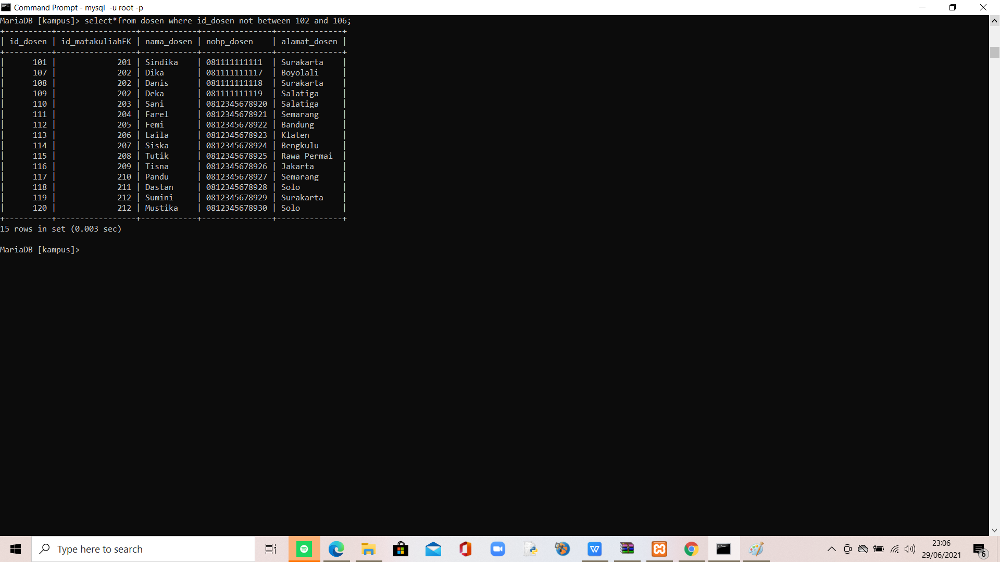 Command Prompt - mysql  -u root -p
MariaDB [kampus]> select*from dosen where id_dosen not between 102 and 106;
+----------+-----------------+------------+---------------+--------------+
| id_dosen | id_matakuliahFK | nama_dosen | nohp_dosen    | alamat_dosen |
+----------+-----------------+------------+---------------+--------------+
|      101 |             201 | Sindika    | 081111111111  | Surakarta    |
|      107 |             202 | Dika       | 081111111117  | Boyolali     |
|      108 |             202 | Danis      | 081111111118  | Surakarta    |
|      109 |             202 | Deka       | 081111111119  | Salatiga     |
|      110 |             203 | Sani       | 0812345678920 | Salatiga     |
|      111 |             204 | Farel      | 0812345678921 | Semarang     |
|      112 |             205 | Femi       | 0812345678922 | Bandung      |
|      113 |             206 | Laila      | 0812345678923 | Klaten       |
|      114 |             207 | Siska      | 0812345678924 | Bengkulu     |
|      115 |             208 | Tutik      | 0812345678925 | Rawa Permai  |
|      116 |             209 | Tisna      | 0812345678926 | Jakarta      |
|      117 |             210 | Pandu      | 0812345678927 | Semarang     |
|      118 |             211 | Dastan     | 0812345678928 | Solo         |
|      119 |             212 | Sumini     | 0812345678929 | Surakarta    |
|      120 |             212 | Mustika    | 0812345678930 | Solo         |
+----------+-----------------+------------+---------------+--------------+
15 rows in set (0.003 sec)
MariaDB [kampus]>
Type here to search
23:06
29/06/2021
6